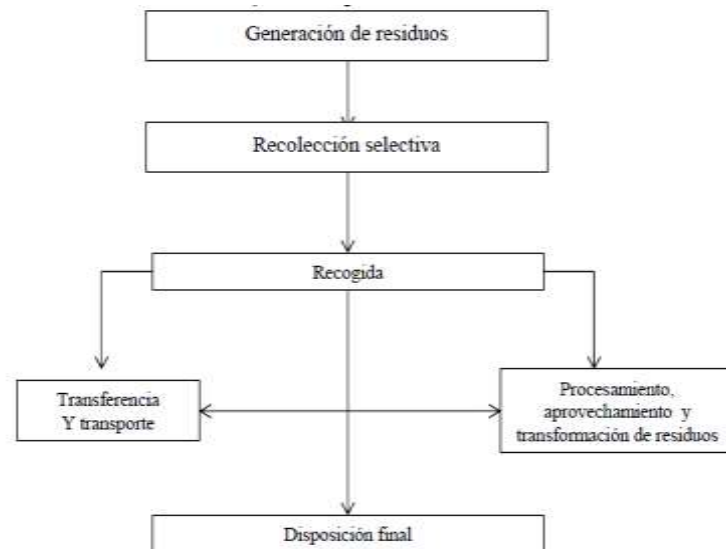 Generación de residuos
Recolección selectiva
Recogida
Transferencia
Y transporte
Procesamiento,
aprovechamiento y
transformación de residuos
Disposición final